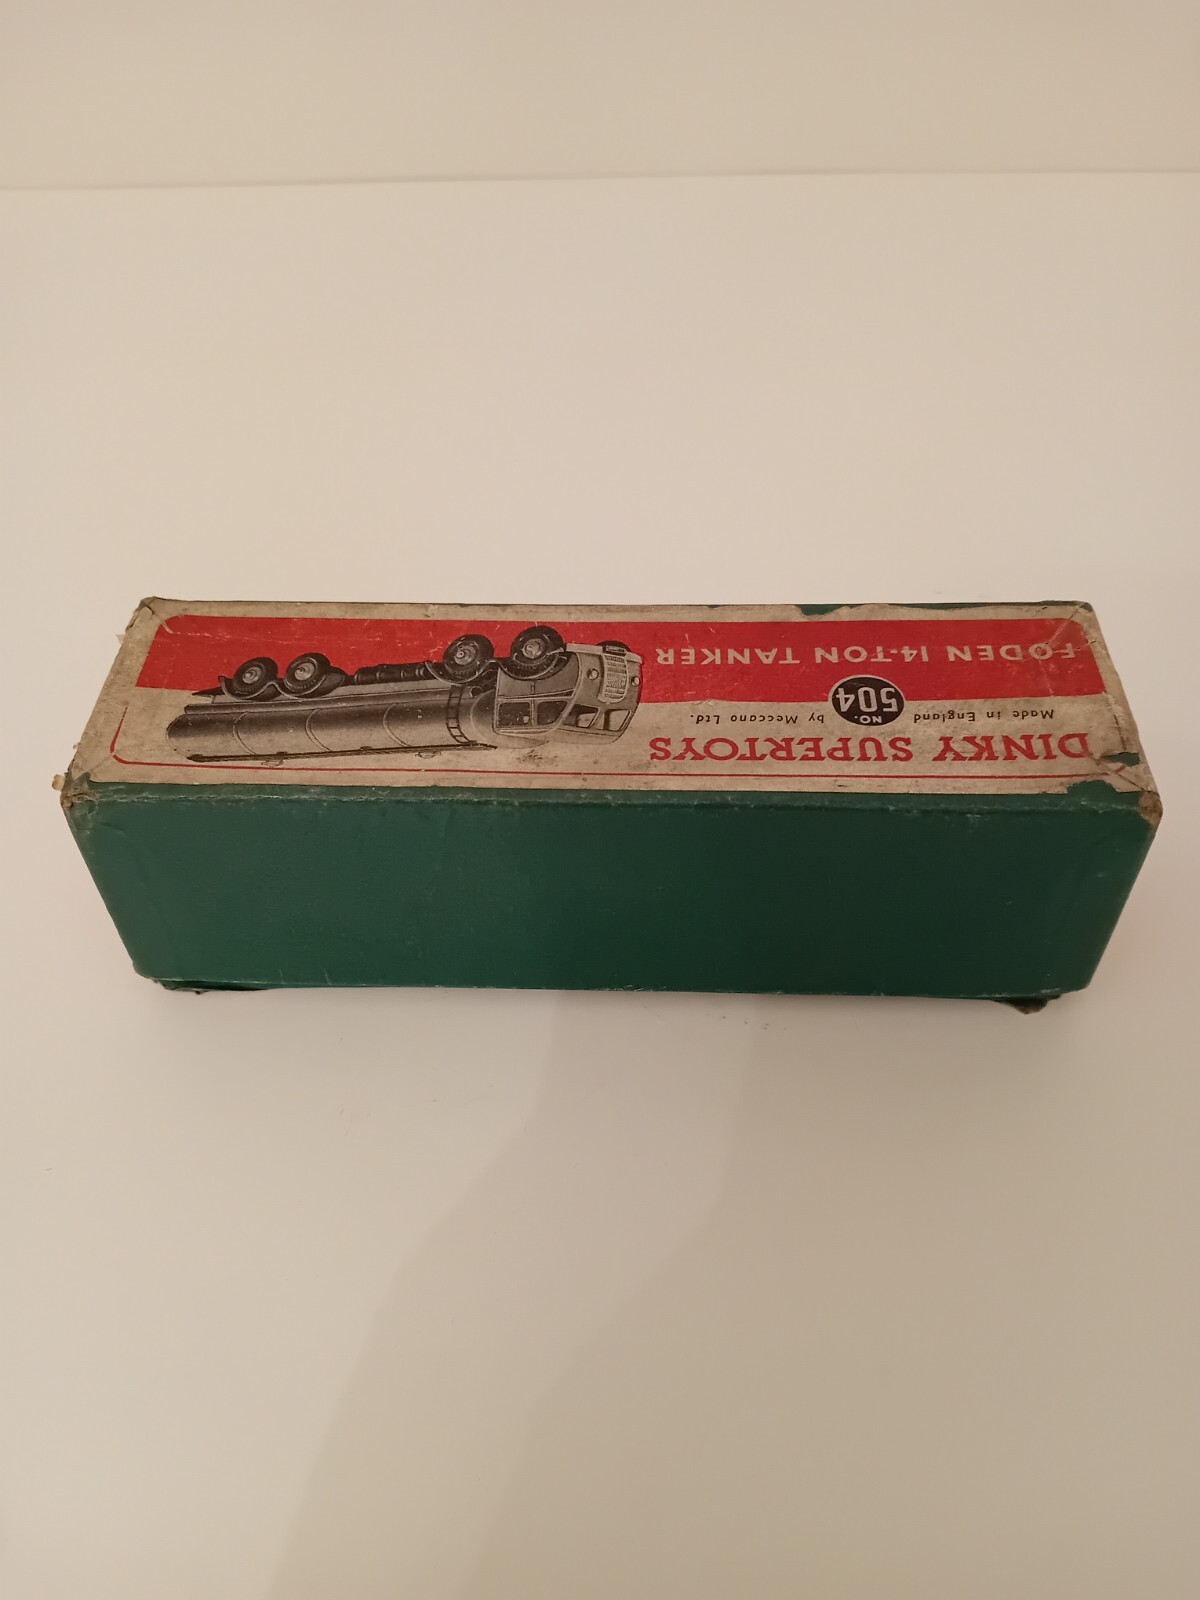 DINKY SUPERTOYS
Made in England NO. 504 by Meccano Ltd.
FODEN 14-TON TANKER